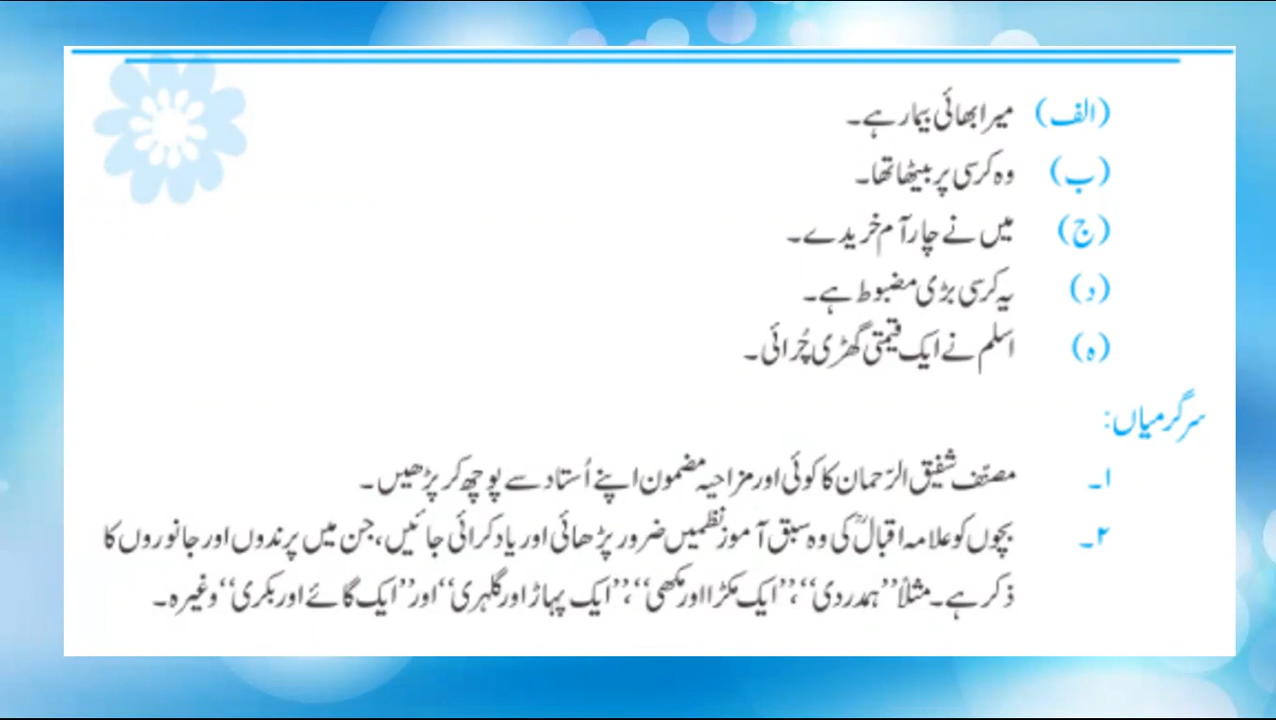 (الف) میرا بھائی بیمار ہے۔
(ب) وہ کرسی پر بیٹھا تھا۔
(ج) میں نے چار آم خریدے۔
(د) یہ کرسی بڑی مضبوط ہے۔
(ہ) اسلم نے ایک قیمتی گھڑی چُرائی۔
سرگرمیاں:
۱۔ مصنّف شفیق الرّحمان کا کوئی اور مزاحیہ مضمون اپنے اُستاد سے پوچھ کر پڑھیں۔
۲۔ بچوں کو علامہ اقبالؒ کی وہ سبق آموز نظمیں ضرور پڑھائی اور یاد کرائی جائیں، جن میں پرندوں اور جانوروں کا
ذکر ہے۔ مثلاً ’’ہمدردی‘‘، ’’ایک مکڑا اور مکھی‘‘، ’’ایک پہاڑ اور گلہری‘‘ اور ’’ایک گائے اور بکری‘‘ وغیرہ۔